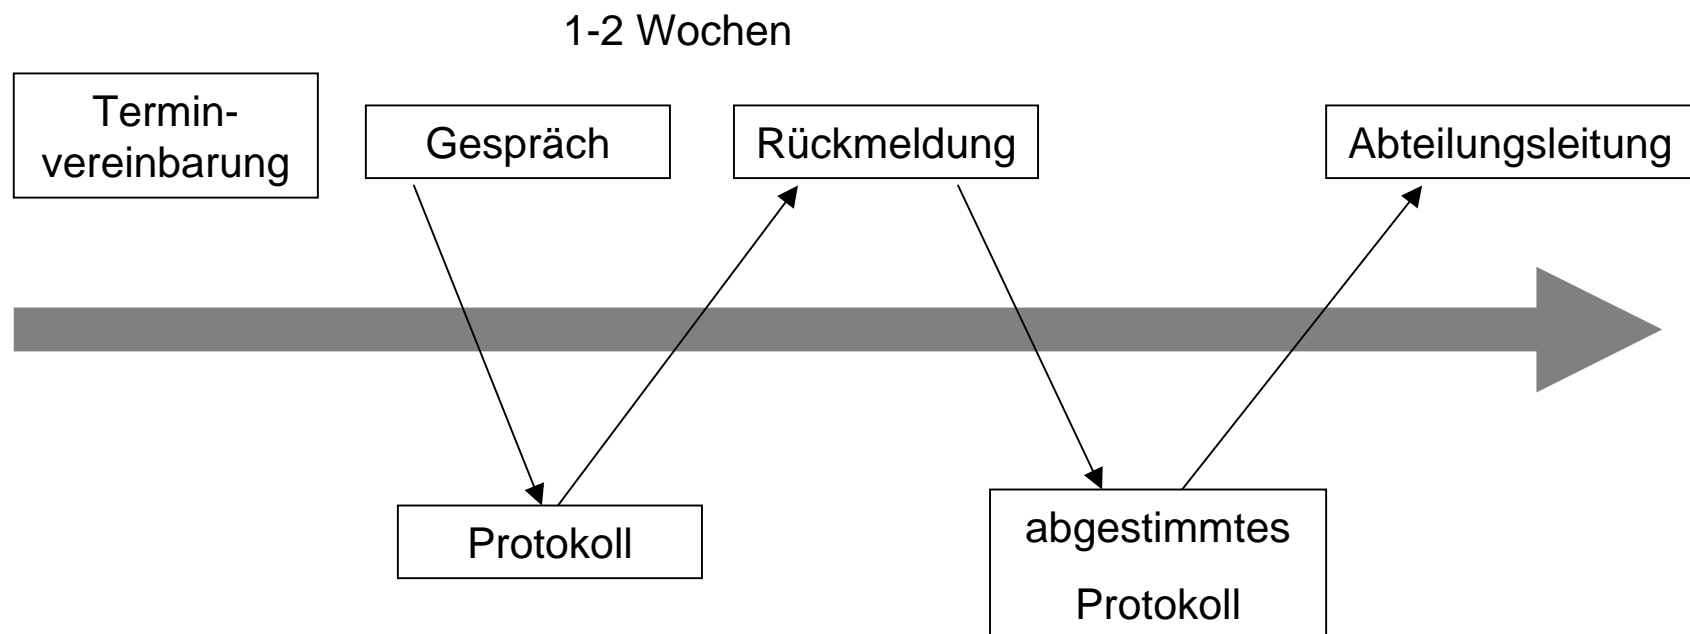 1-2 Wochen
Termin-
vereinbarung
Gespräch
Rückmeldung
Abteilungsleitung
Protokoll
abgestimmtes
Protokoll